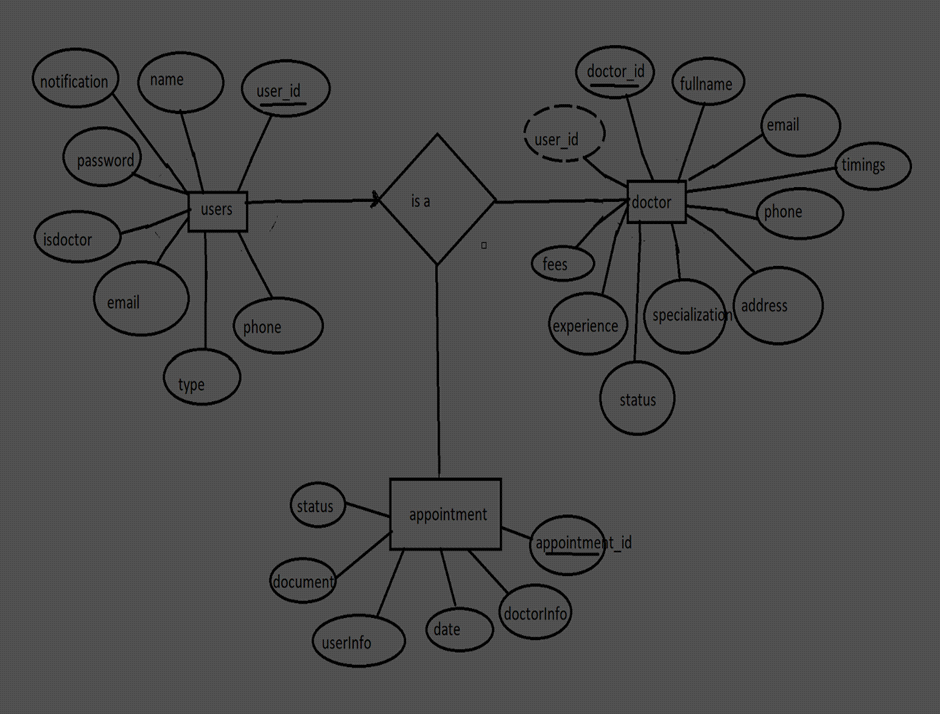 notification
name
user_id
password
users
isdoctor
email
type
phone
is a
doctor_id
fullname
user_id
email
timings
doctor
phone
fees
experience
specialization
address
status
appointment
status
appointment_id
document
userInfo
date
doctorInfo